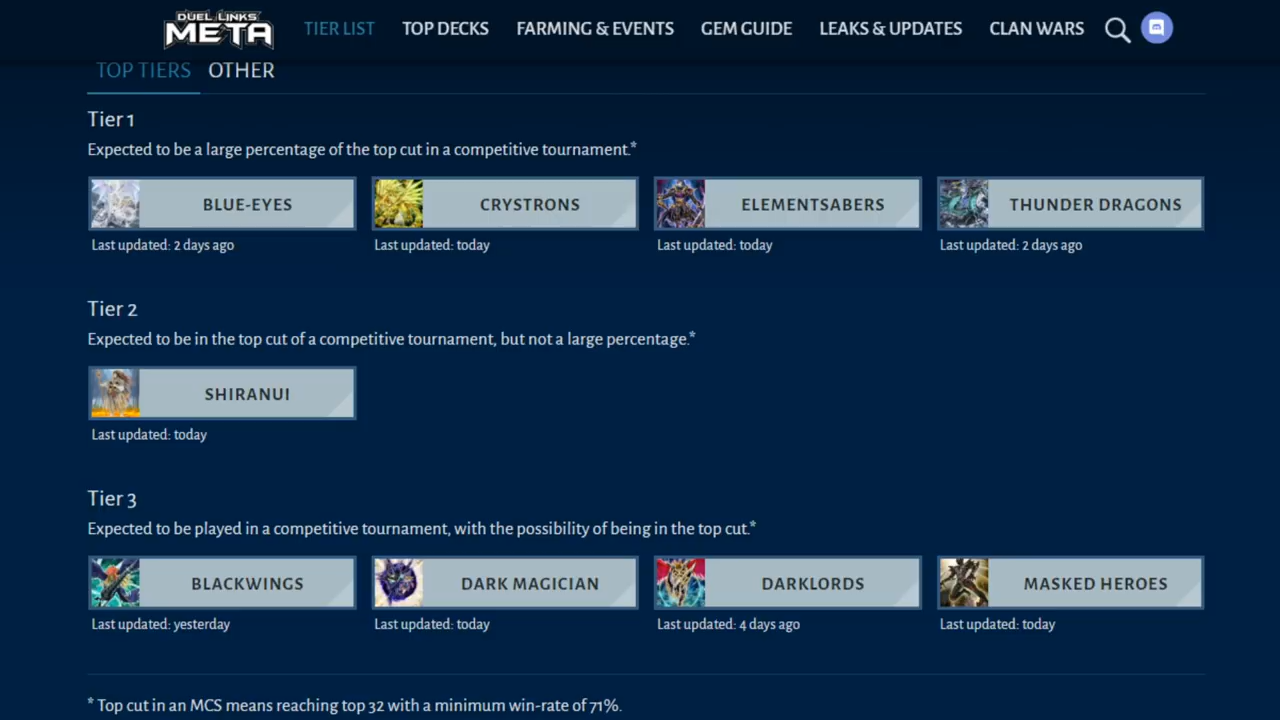 DUEL LINKS
META
TIER LIST TOP DECKS FARMING & EVENTS GEM GUIDE LEAKS & UPDATES CLAN WARS
TOP TIERS OTHER
Tier 1
Expected to be a large percentage of the top cut in a competitive tournament.*
BLUE-EYES CRYSTRONS ELEMENTSABERS THUNDER DRAGONS
Last updated: 2 days ago Last updated: today Last updated: today Last updated: 2 days ago
Tier 2
Expected to be in the top cut of a competitive tournament, but not a large percentage.*
SHIRANUI
Last updated: today
Tier 3
Expected to be played in a competitive tournament, with the possibility of being in the top cut.*
BLACKWINGS DARK MAGICIAN DARKLORDS MASKED HEROES
Last updated: yesterday Last updated: today Last updated: 4 days ago Last updated: today
* Top cut in an MCS means reaching top 32 with a minimum win-rate of 71%.